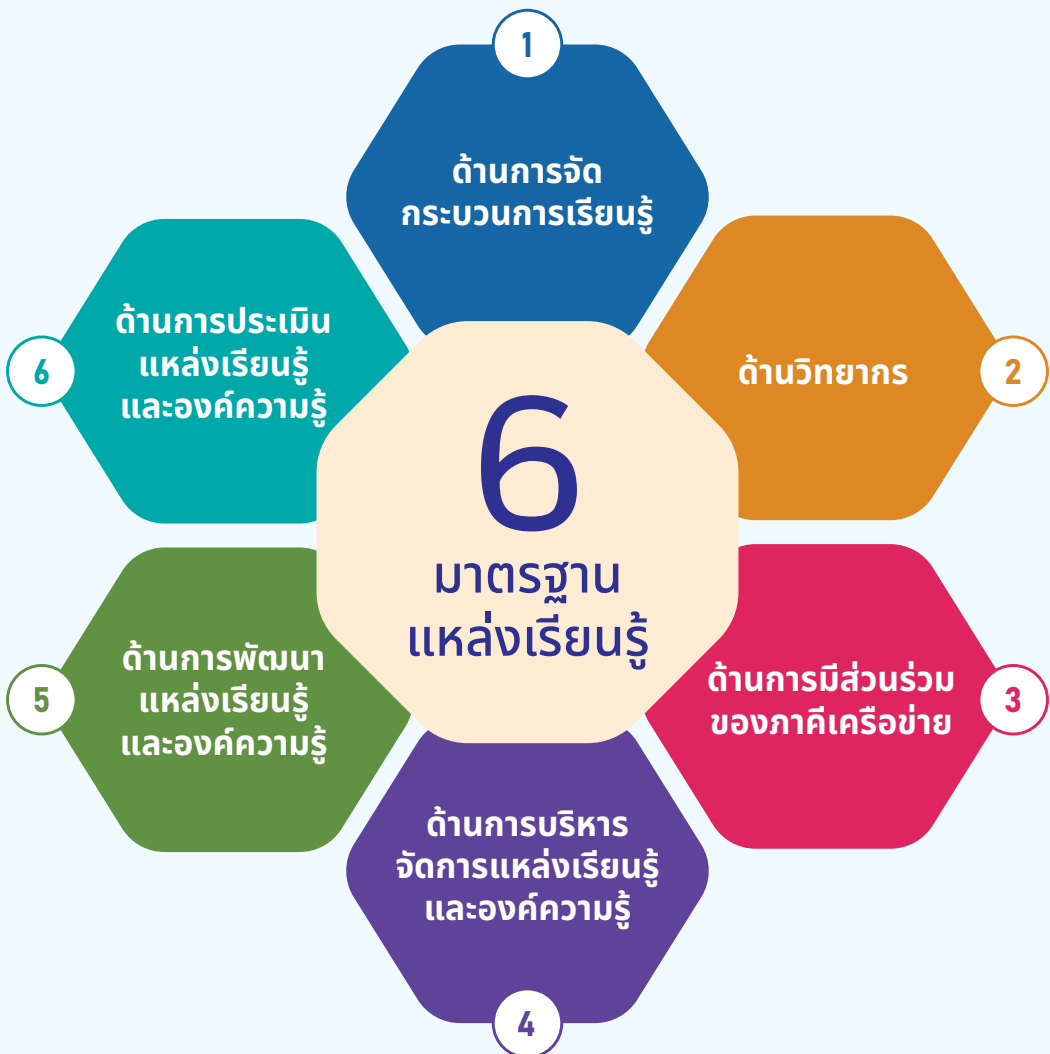 6
มาตรฐาน
แหล่งเรียนรู้
1
ด้านการจัด
กระบวนการเรียนรู้
2
ด้านวิทยากร
3
ด้านการมีส่วนร่วม
ของภาคีเครือข่าย
4
ด้านการบริหาร
จัดการแหล่งเรียนรู้
และองค์ความรู้
5
ด้านการพัฒนา
แหล่งเรียนรู้
และองค์ความรู้
6
ด้านการประเมิน
แหล่งเรียนรู้
และองค์ความรู้